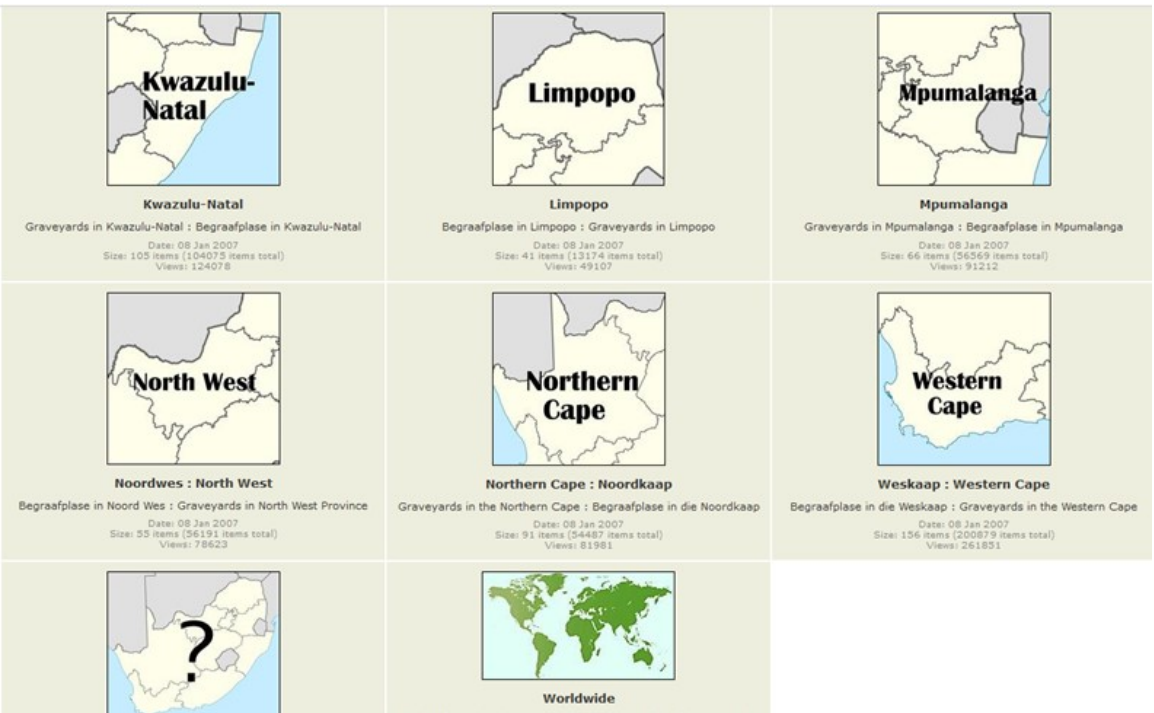 Kwazulu-
Natal
Kwazulu-Natal
Graveyards in Kwazulu-Natal : Begraafplase in Kwazulu-Natal
Date: 08 Jan 2007
Size: 105 items (104075 items total)
Views: 124078
Limpopo
Limpopo
Begraafplase in Limpopo : Graveyards in Limpopo
Date: 08 Jan 2007
Size: 41 items (13174 items total)
Views: 49107
Mpumalanga
Mpumalanga
Graveyards in Mpumalanga : Begraafplase in Mpumalanga
Date: 08 Jan 2007
Size: 66 items (56569 items total)
Views: 91212
North West
Noordwes : North West
Begraafplase in Noord Wes : Graveyards in North West Province
Date: 08 Jan 2007
Size: 55 items (56191 items total)
Views: 78623
Northern
Cape
Northern Cape : Noordkaap
Graveyards in the Northern Cape : Begraafplase in die Noordkaap
Date: 08 Jan 2007
Size: 91 items (54487 items total)
Views: 81981
Western
Cape
Weskaap : Western Cape
Begraafplase in die Weskaap : Graveyards in the Western Cape
Date: 08 Jan 2007
Size: 156 items (200879 items total)
Views: 261851
?
Worldwide